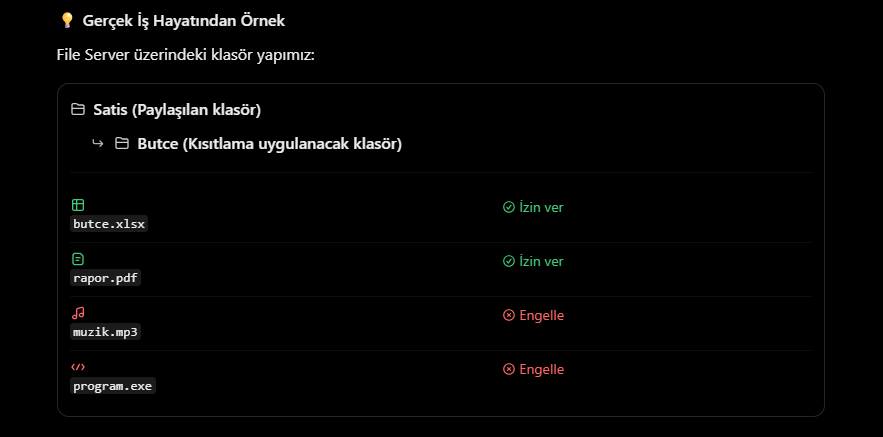 💡 Gerçek İş Hayatından Örnek
File Server üzerindeki klasör yapımız:
Satis (Paylaşılan klasör)
Butce (Kısıtlama uygulanacak klasör)
butce.xlsx
İzin ver
rapor.pdf
İzin ver
muzik.mp3
Engelle
program.exe
Engelle